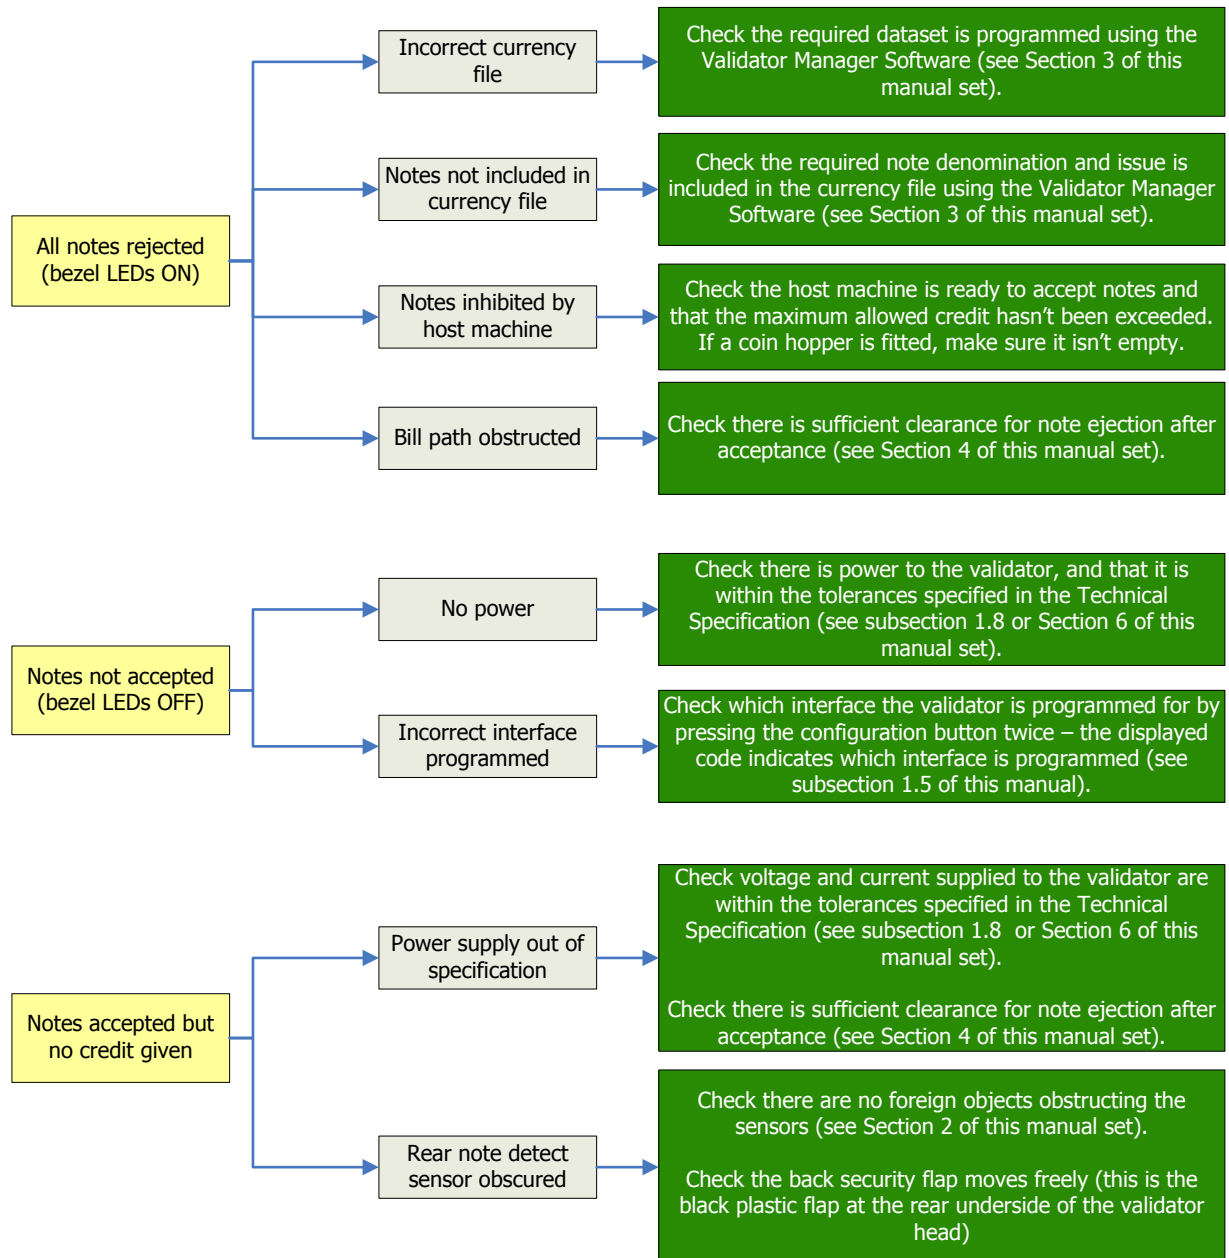 Incorrect currency
file
Check the required dataset is programmed using the
Validator Manager Software (see Section 3 of this
manual set).
Notes not included in
currency file
Check the required note denomination and issue is
included in the currency file using the Validator Manager
Software (see Section 3 of this manual set).
All notes rejected
(bezel LEDs ON)
Notes inhibited by
host machine
Check the host machine is ready to accept notes and
that the maximum allowed credit hasn’t been exceeded.
If a coin hopper is fitted, make sure it isn’t empty.
Bill path obstructed
Check there is sufficient clearance for note ejection after
acceptance (see Section 4 of this manual set).
Notes not accepted
(bezel LEDs OFF)
No power
Check there is power to the validator, and that it is
within the tolerances specified in the Technical
Specification (see subsection 1.8 or Section 6 of this
manual set).
Incorrect interface
programmed
Check which interface the validator is programmed for by
pressing the configuration button twice – the displayed
code indicates which interface is programmed (see
subsection 1.5 of this manual).
Notes accepted but
no credit given
Power supply out of
specification
Check voltage and current supplied to the validator are
within the tolerances specified in the Technical
Specification (see subsection 1.8 or Section 6 of this
manual set).
Check there is sufficient clearance for note ejection after
acceptance (see Section 4 of this manual set).
Rear note detect
sensor obscured
Check there are no foreign objects obstructing the
sensors (see Section 2 of this manual set).
Check the back security flap moves freely (this is the
black plastic flap at the rear underside of the validator
head)